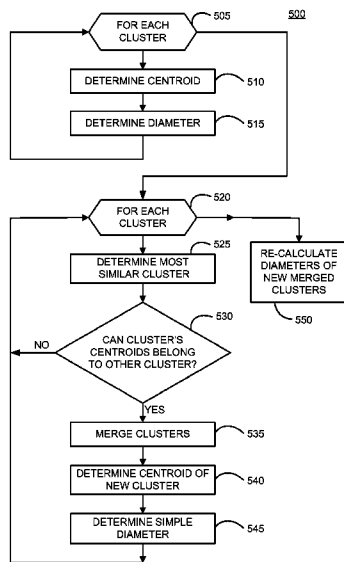 500
FOR EACH
CLUSTER
505
DETERMINE CENTROID
510
DETERMINE DIAMETER
515
FOR EACH
CLUSTER
520
DETERMINE MOST
SIMILAR CLUSTER
525
RE-CALCULATE
DIAMETERS OF
NEW MERGED
CLUSTERS
550
CAN CLUSTER'S
CENTROIDS BELONG
TO OTHER CLUSTER?
530
NO
YES
MERGE CLUSTERS
535
DETERMINE CENTROID OF
NEW CLUSTER
540
DETERMINE SIMPLE
DIAMETER
545